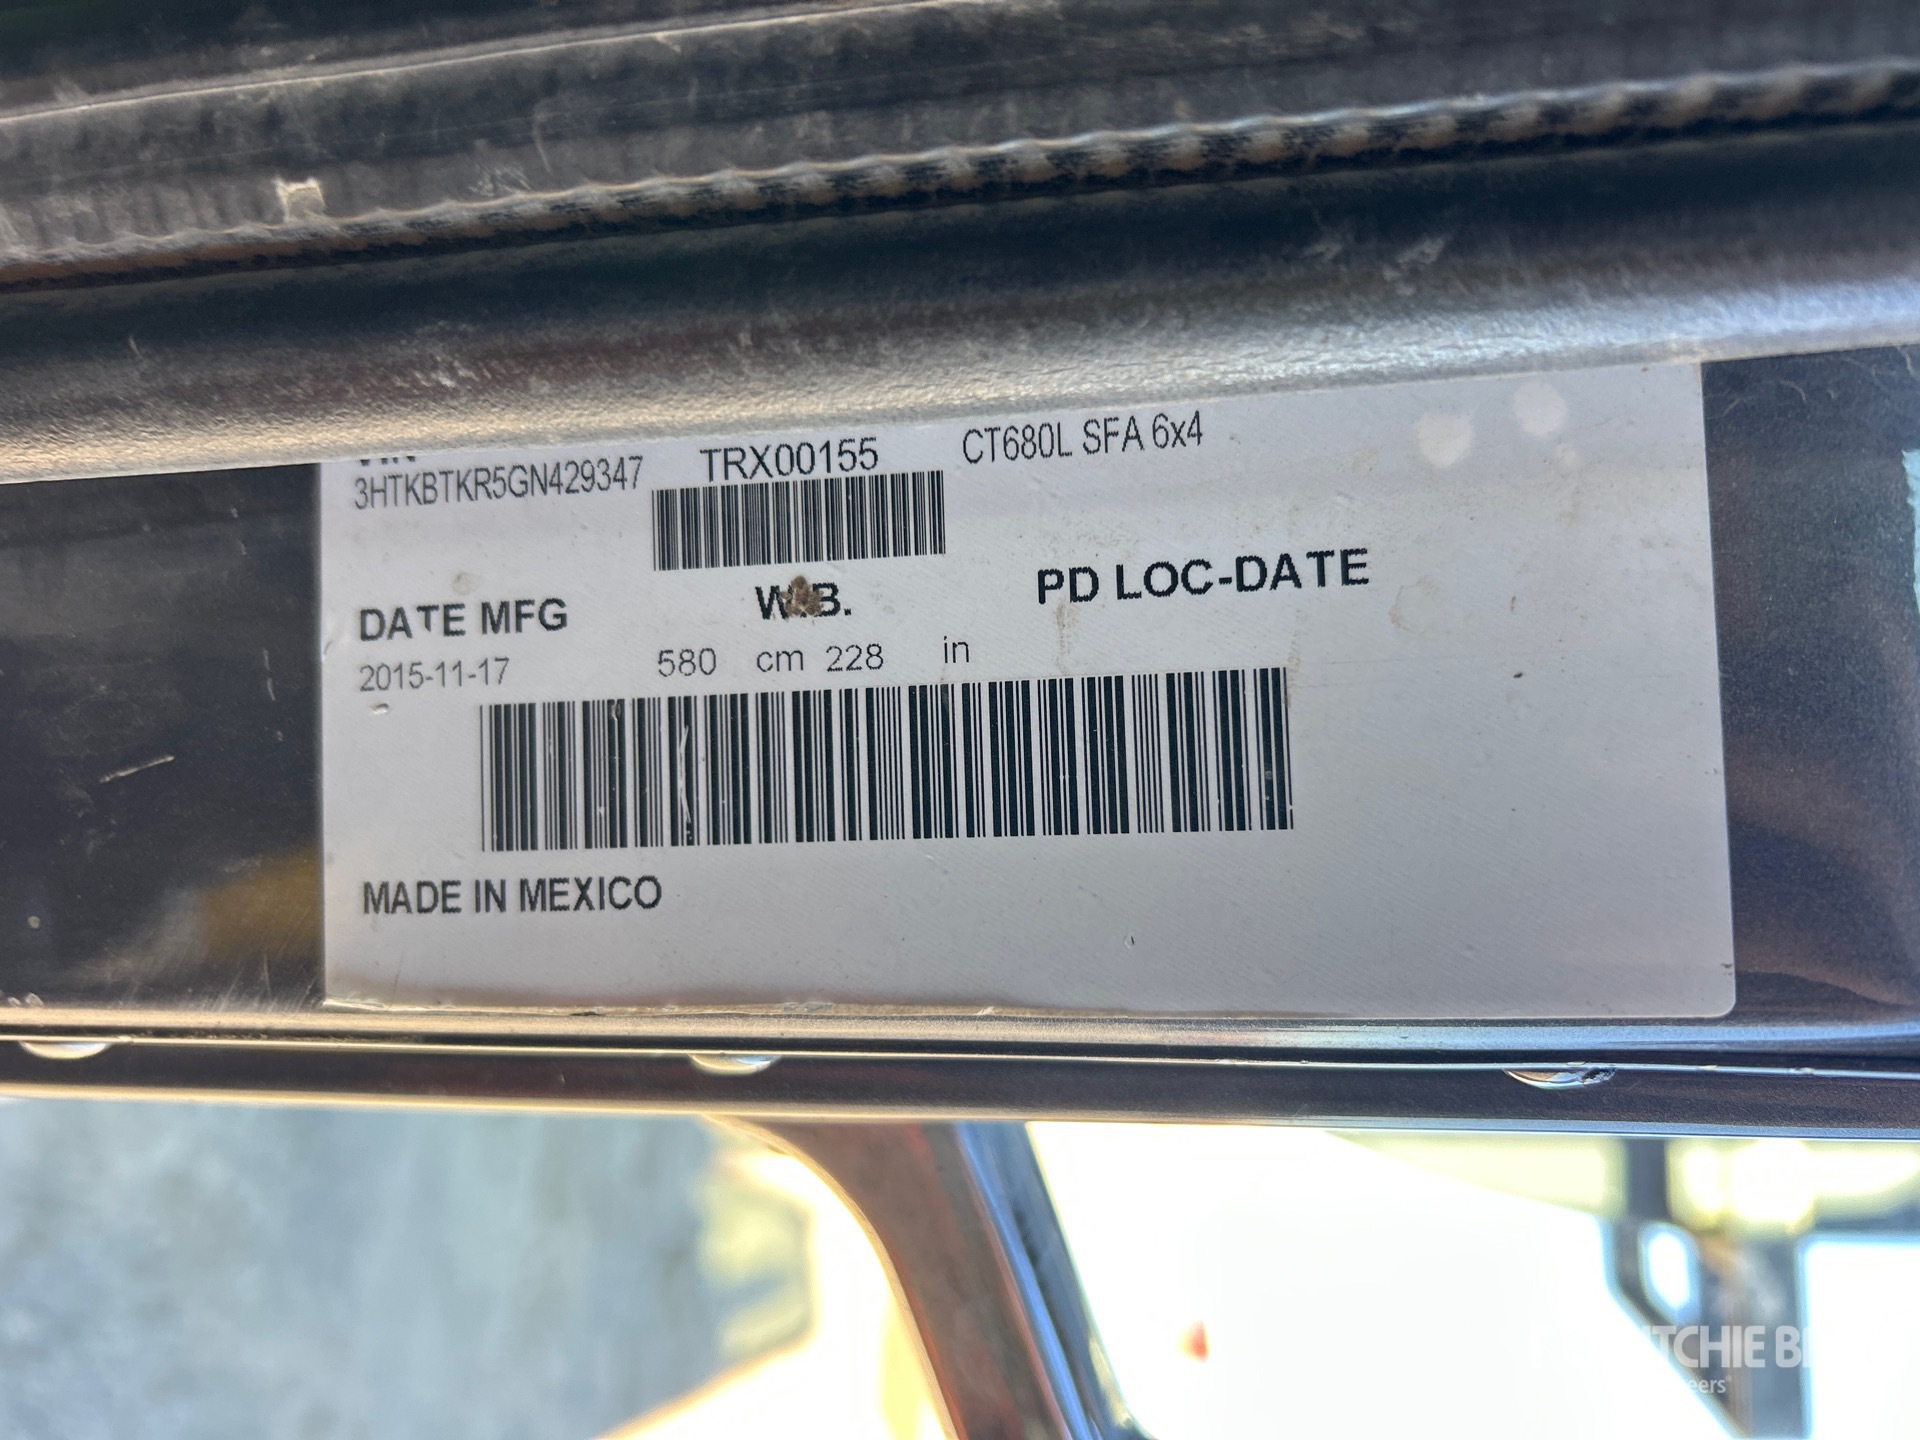 VIN
3HTKBTKR5GN429347 TRX00155 CT680L SFA 6x4
DATE MFG W.B. PD LOC-DATE
2015-11-17 580 cm 228 in
MADE IN MEXICO